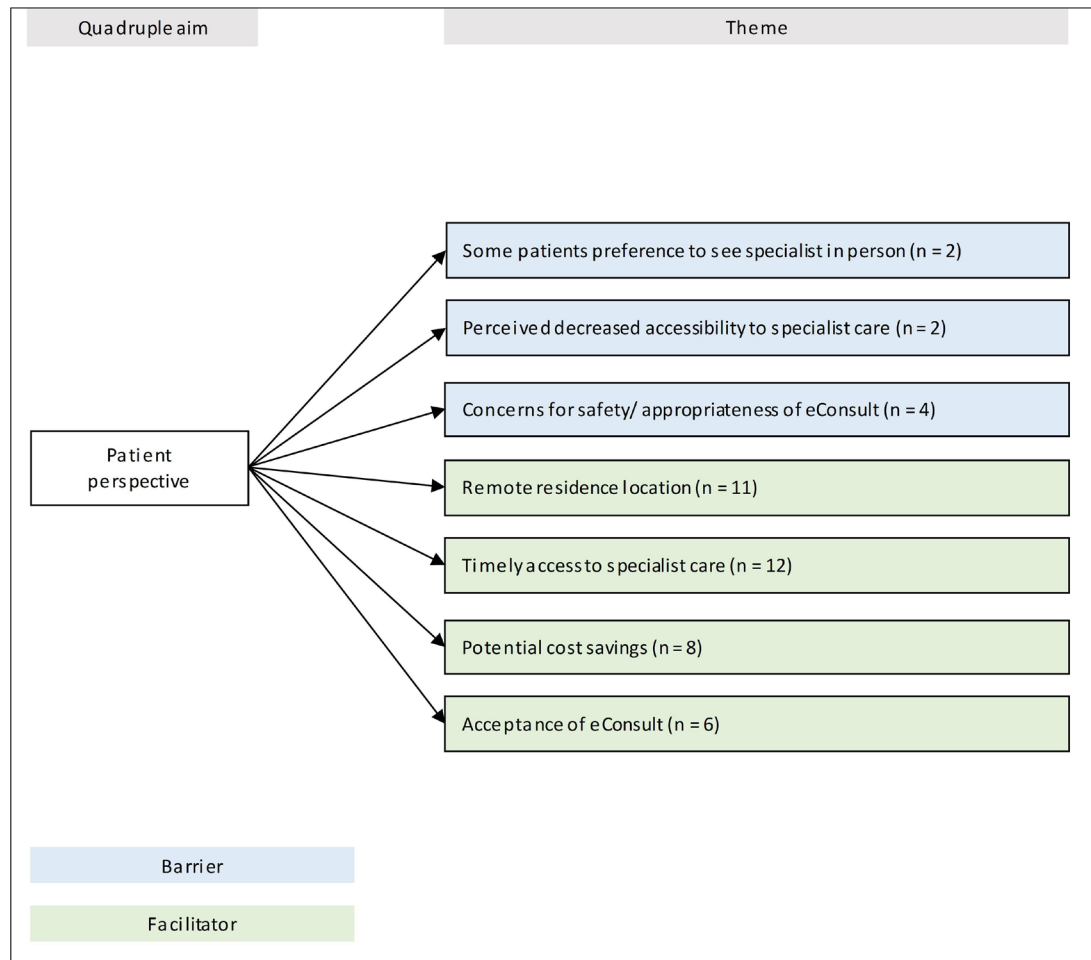 Quadruple aim
Theme
Some patients preference to see specialist in person (n = 2)
Perceived decreased accessibility to specialist care (n = 2)
Concerns for safety/ appropriateness of eConsult (n = 4)
Patient
perspective
Remote residence location (n = 11)
Timely access to specialist care (n = 12)
Potential cost savings (n = 8)
Acceptance of eConsult (n = 6)
Barrier
Facilitator